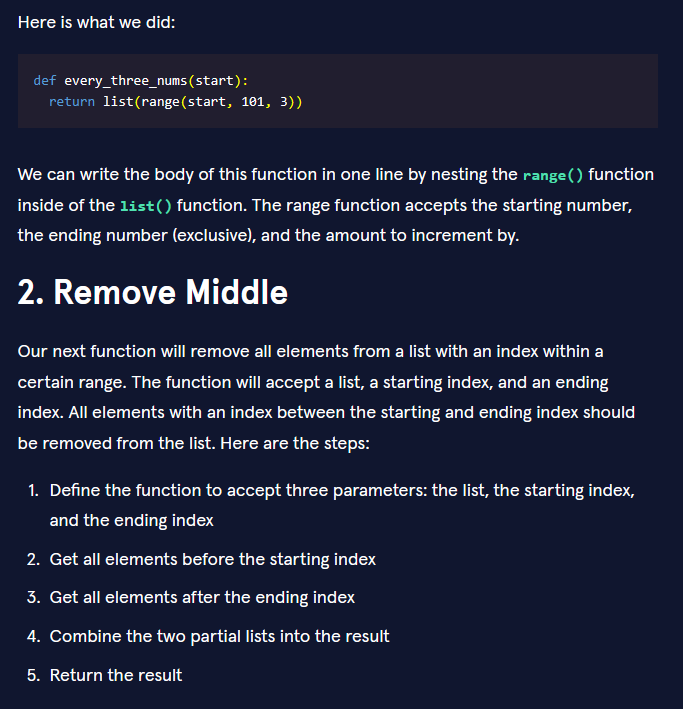 Here is what we did:
def every_three_nums(start):
  return list(range(start, 101, 3))
We can write the body of this function in one line by nesting the range() function
inside of the list() function. The range function accepts the starting number,
the ending number (exclusive), and the amount to increment by.
2. Remove Middle
Our next function will remove all elements from a list with an index within a
certain range. The function will accept a list, a starting index, and an ending
index. All elements with an index between the starting and ending index should
be removed from the list. Here are the steps:
1. Define the function to accept three parameters: the list, the starting index,
and the ending index
2. Get all elements before the starting index
3. Get all elements after the ending index
4. Combine the two partial lists into the result
5. Return the result